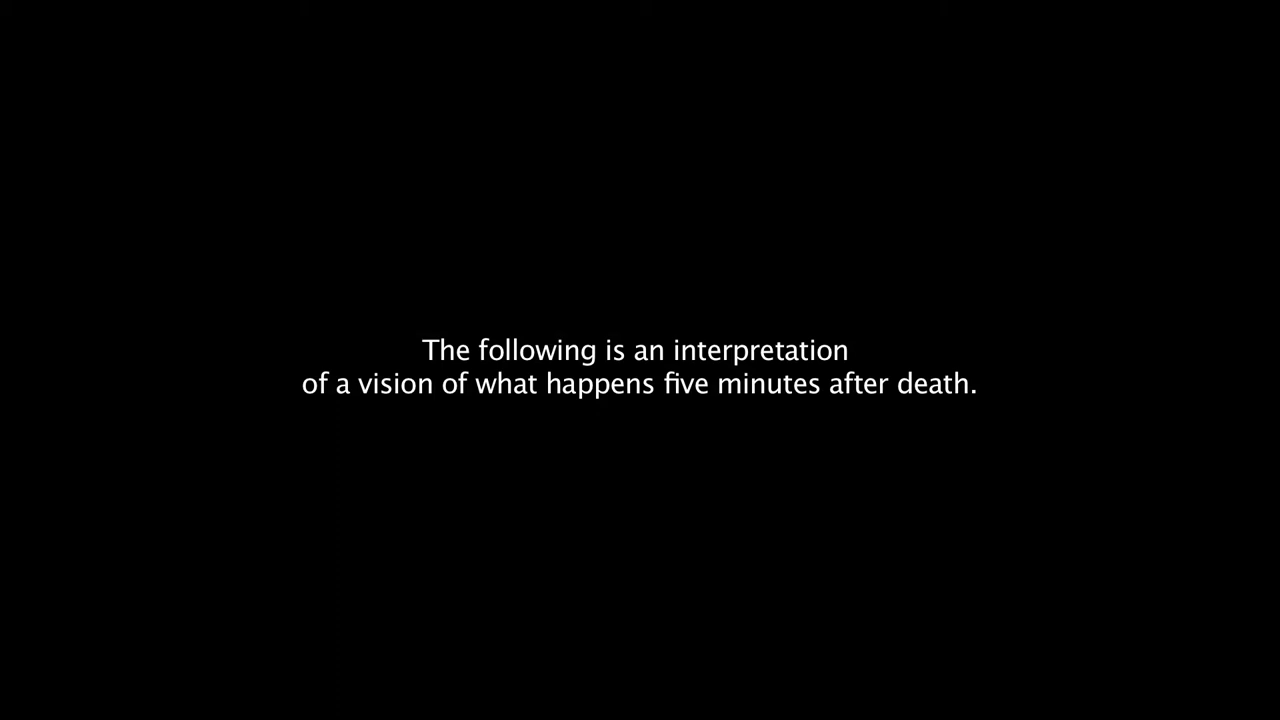 The following is an interpretation
of a vision of what happens five minutes after death.